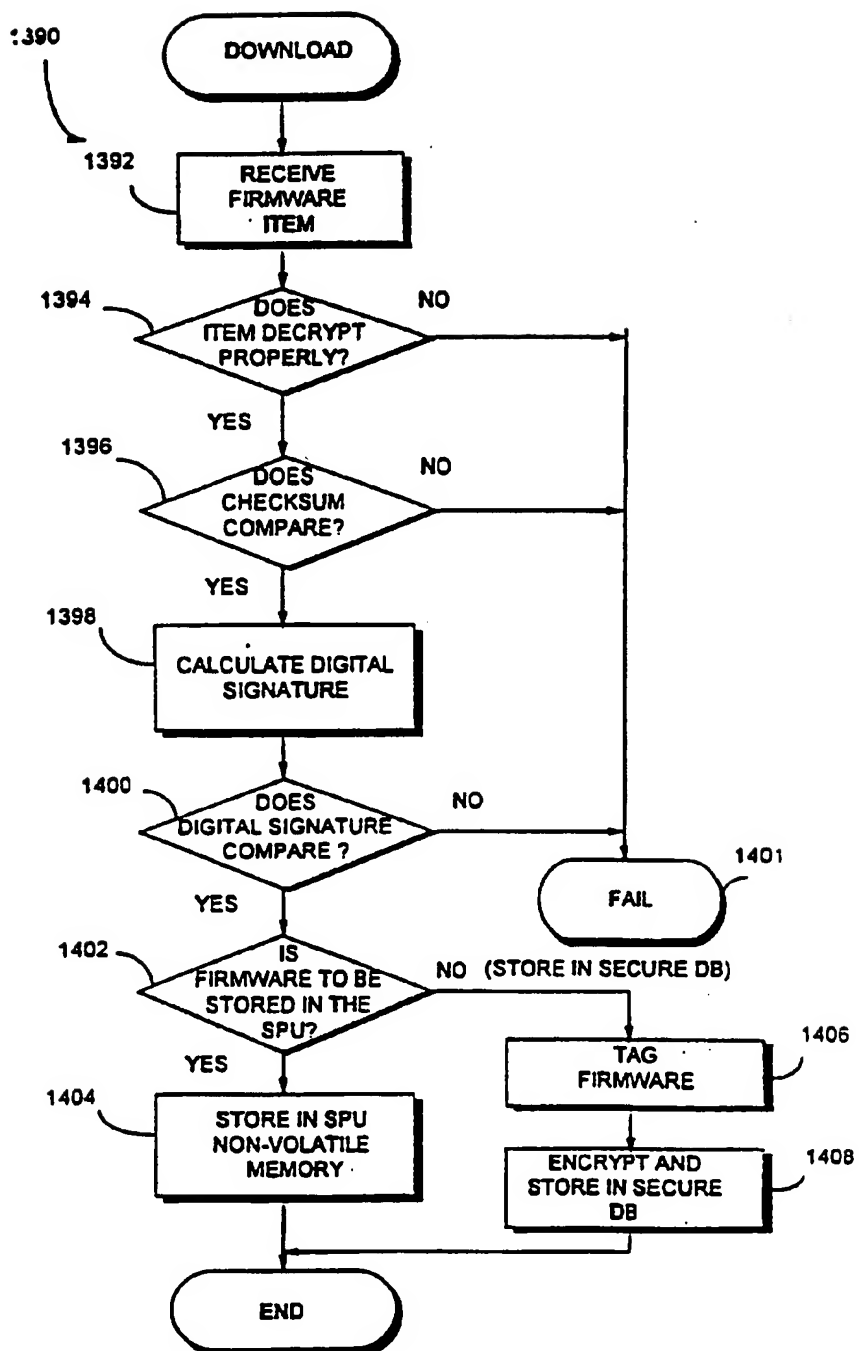 1390
DOWNLOAD
1392
RECEIVE
FIRMWARE
ITEM
1394
DOES
ITEM DECRYPT
PROPERLY?
NO
YES
1396
DOES
CHECKSUM
COMPARE?
NO
YES
1398
CALCULATE DIGITAL
SIGNATURE
1400
DOES
DIGITAL SIGNATURE
COMPARE ?
NO
YES
1401
FAIL
1402
IS
FIRMWARE TO BE
STORED IN THE
SPU?
NO (STORE IN SECURE DB)
YES
1406
TAG
FIRMWARE
1404
STORE IN SPU
NON-VOLATILE
MEMORY
1408
ENCRYPT AND
STORE IN SECURE
DB
END